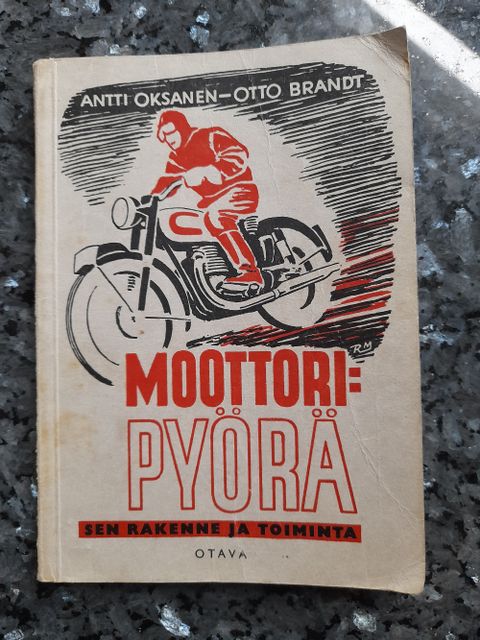 ANTTI OKSANEN—OTTO BRANDT
RM
MOOTTORI=
PYÖRÄ
SEN RAKENNE JA TOIMINTA
OTAVA